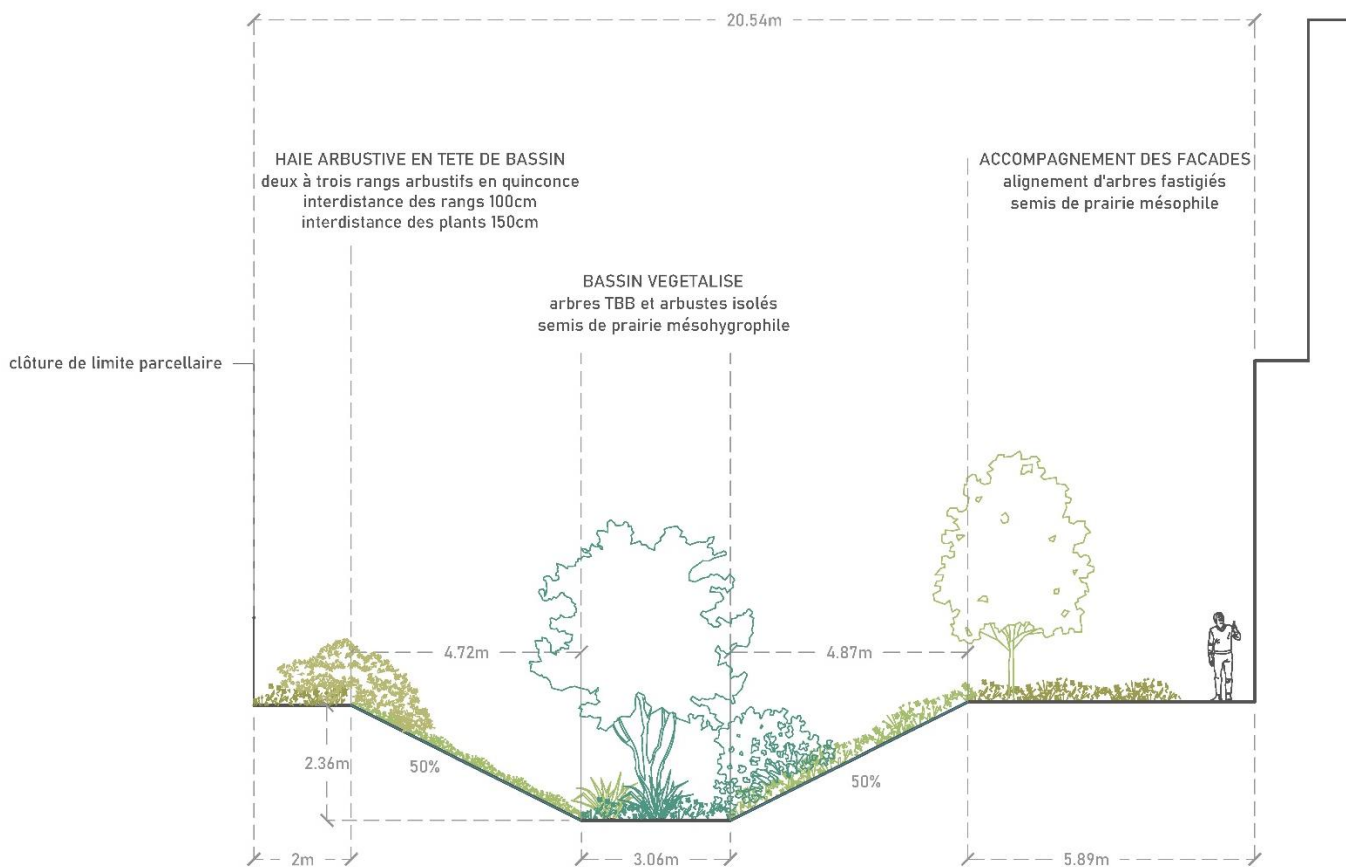 20.54m
HAIE ARBUSTIVE EN TETE DE BASSIN
deux à trois rangs arbustifs en quinconce
interdistance des rangs 100cm
interdistance des plants 150cm
ACCOMPAGNEMENT DES FACADES
alignement d'arbres fastigiés
semis de prairie mésophile
BASSIN VEGETALISE
arbres TBB et arbustes isolés
semis de prairie mésohygrophile
clôture de limite parcellaire
4.72m
4.87m
2.36m
50%
50%
2m
3.06m
5.89m